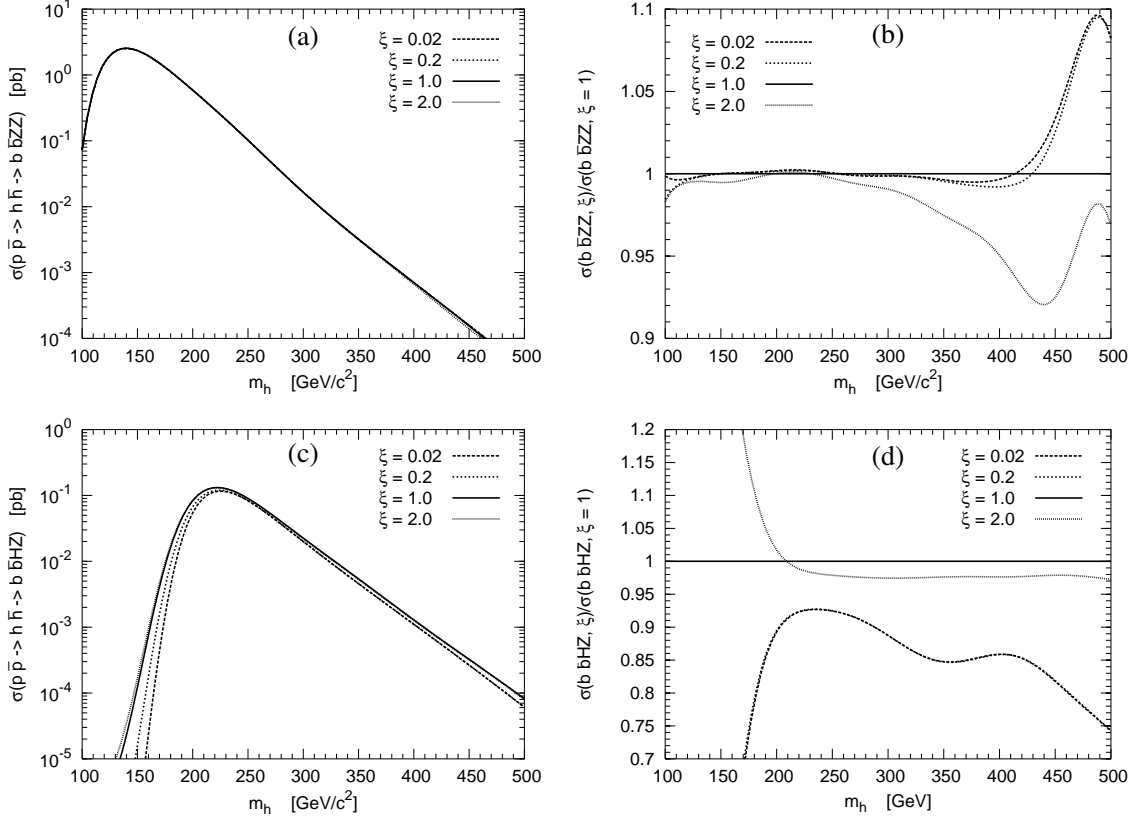 (a)
σ(p p̅ -> h h̅ -> b b̅ZZ) [pb]
10^1
10^0
10^-1
10^-2
10^-3
10^-4
ξ = 0.02
ξ = 0.2
ξ = 1.0
ξ = 2.0
100 150 200 250 300 350 400 450 500
m_h [GeV/c^2]
(b)
σ(b b̅ZZ, ξ)/σ(b b̅ZZ, ξ = 1)
1.1
1.05
1
0.95
0.9
ξ = 0.02
ξ = 0.2
ξ = 1.0
ξ = 2.0
100 150 200 250 300 350 400 450 500
m_h [GeV/c^2]
(c)
σ(p p̅ -> h h̅ -> b b̅HZ) [pb]
10^0
10^-1
10^-2
10^-3
10^-4
10^-5
ξ = 0.02
ξ = 0.2
ξ = 1.0
ξ = 2.0
100 150 200 250 300 350 400 450 500
m_h [GeV/c^2]
(d)
σ(b b̅HZ, ξ)/σ(b b̅HZ, ξ = 1)
1.2
1.15
1.1
1.05
1
0.95
0.9
0.85
0.8
0.75
0.7
ξ = 0.02
ξ = 0.2
ξ = 1.0
ξ = 2.0
100 150 200 250 300 350 400 450 500
m_h [GeV]